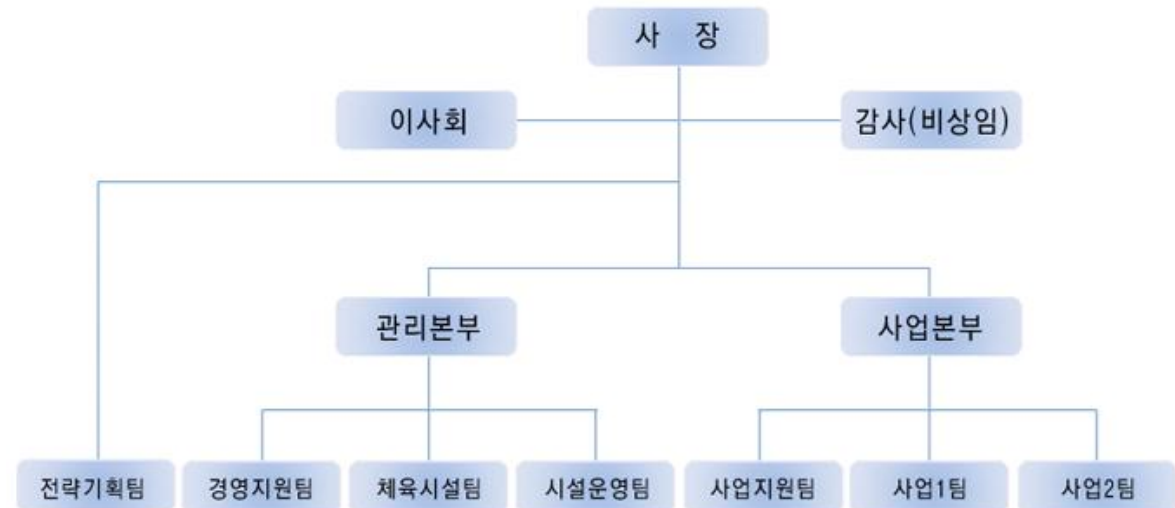 사 장
이사회 감사(비상임)
관리본부 사업본부
전략기획팀 경영지원팀 체육시설팀 시설운영팀 사업지원팀 사업1팀 사업2팀